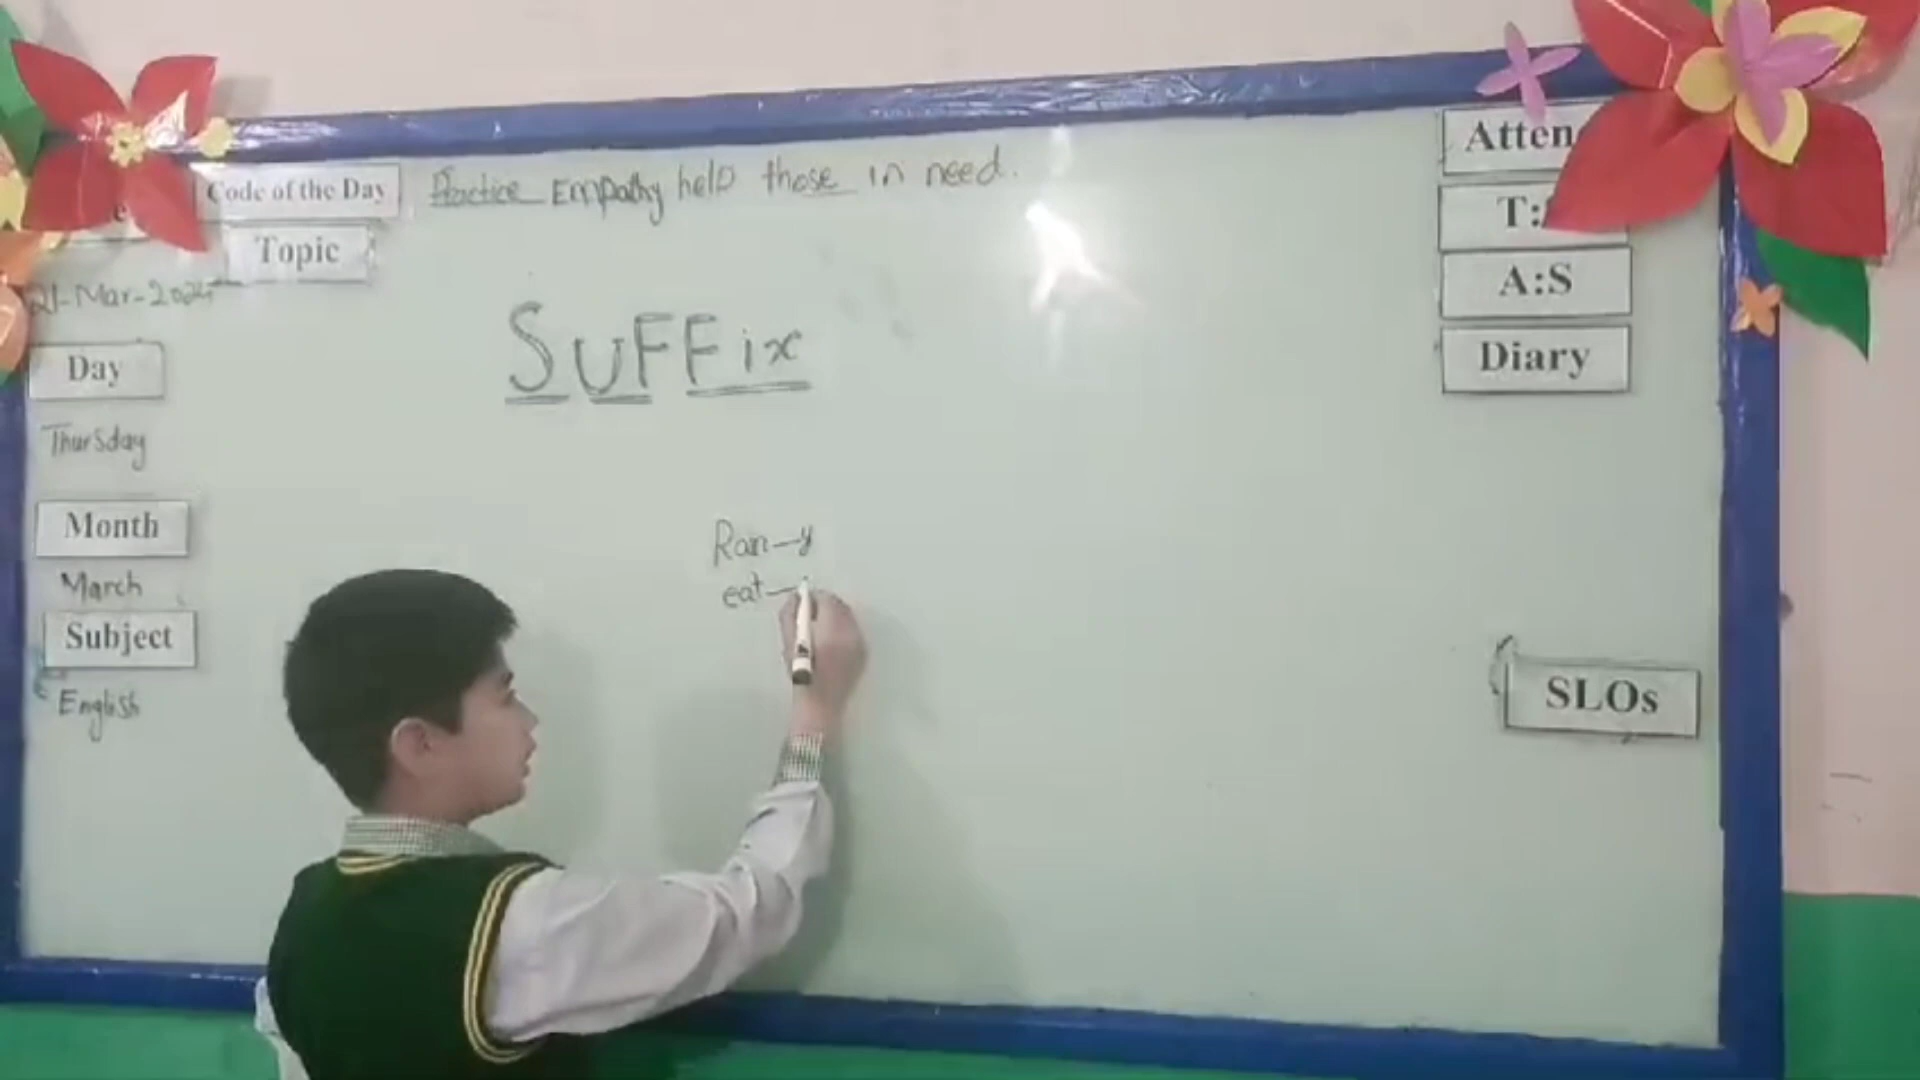 Code of the Day Practice Empathy help those in need.
Topic
21-Mar-2024
SUFFix
Day
Thursday
Month
March
Subject
English
Ran-y
eat-
Atten
T:
A:S
Diary
SLOs